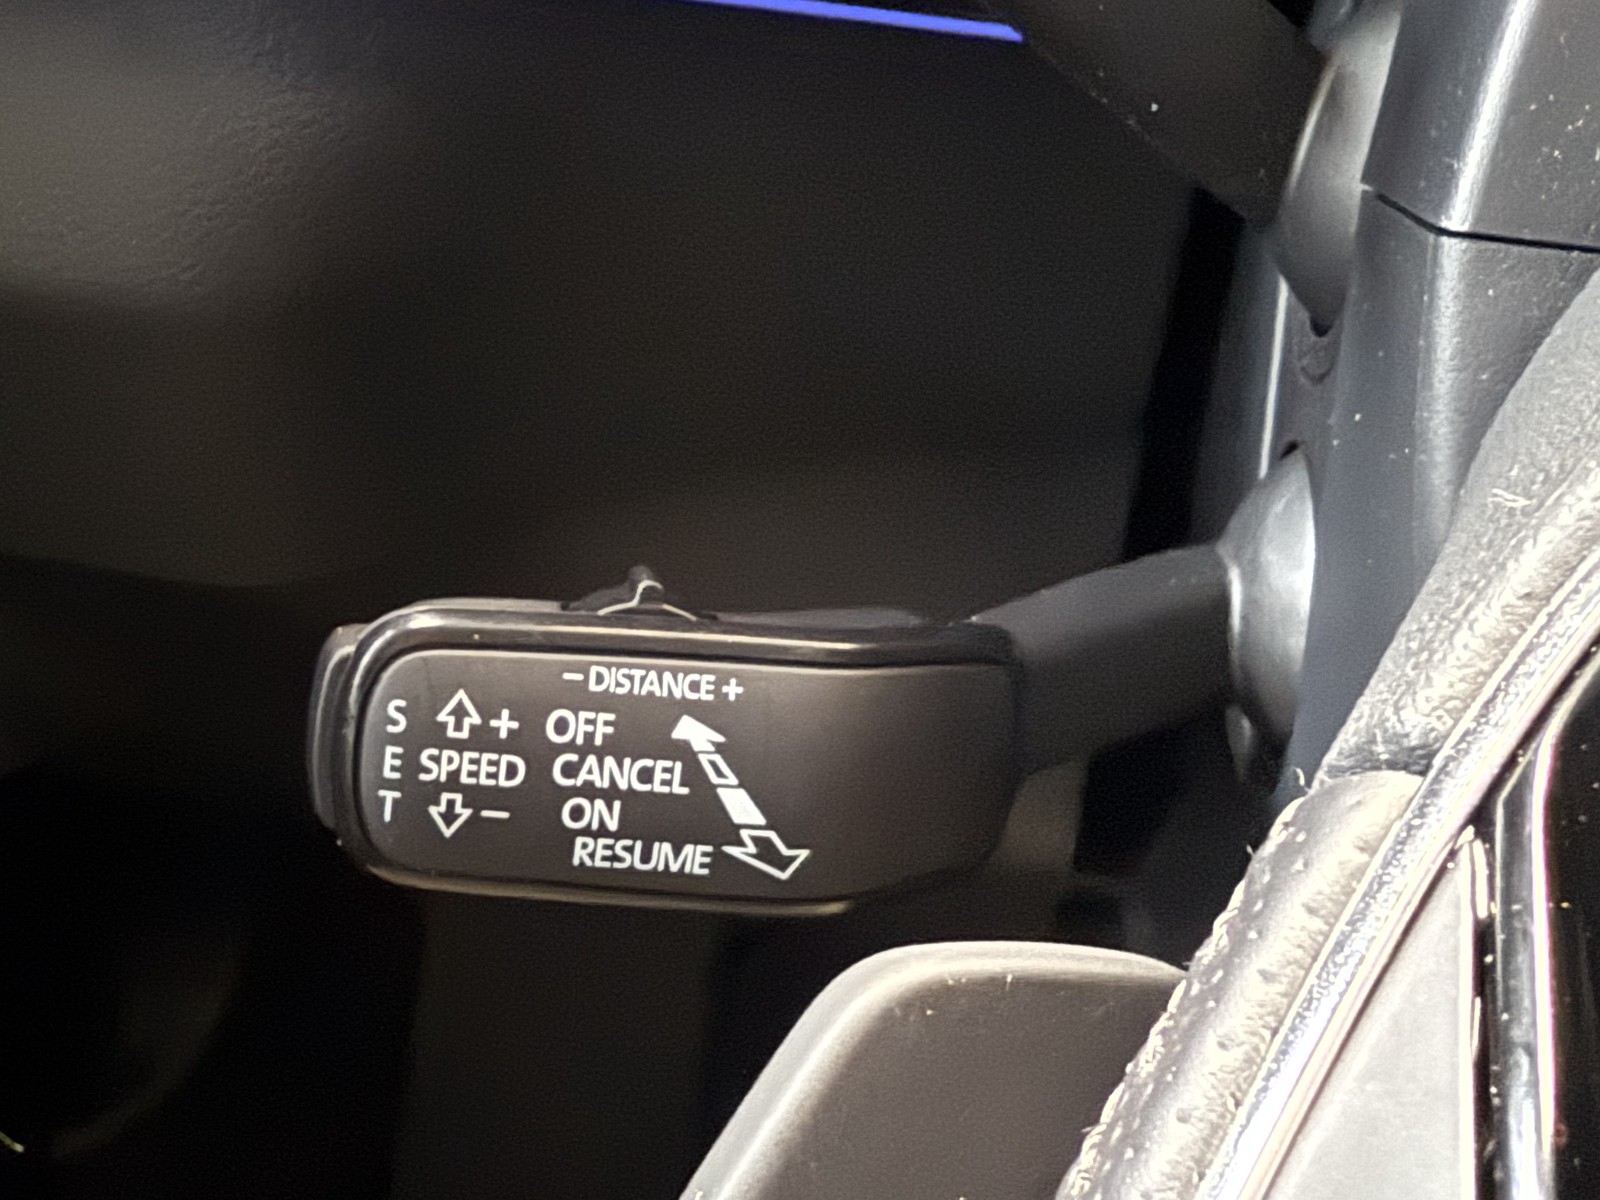 − DISTANCE +
S + OFF
E SPEED CANCEL
T − ON
RESUME